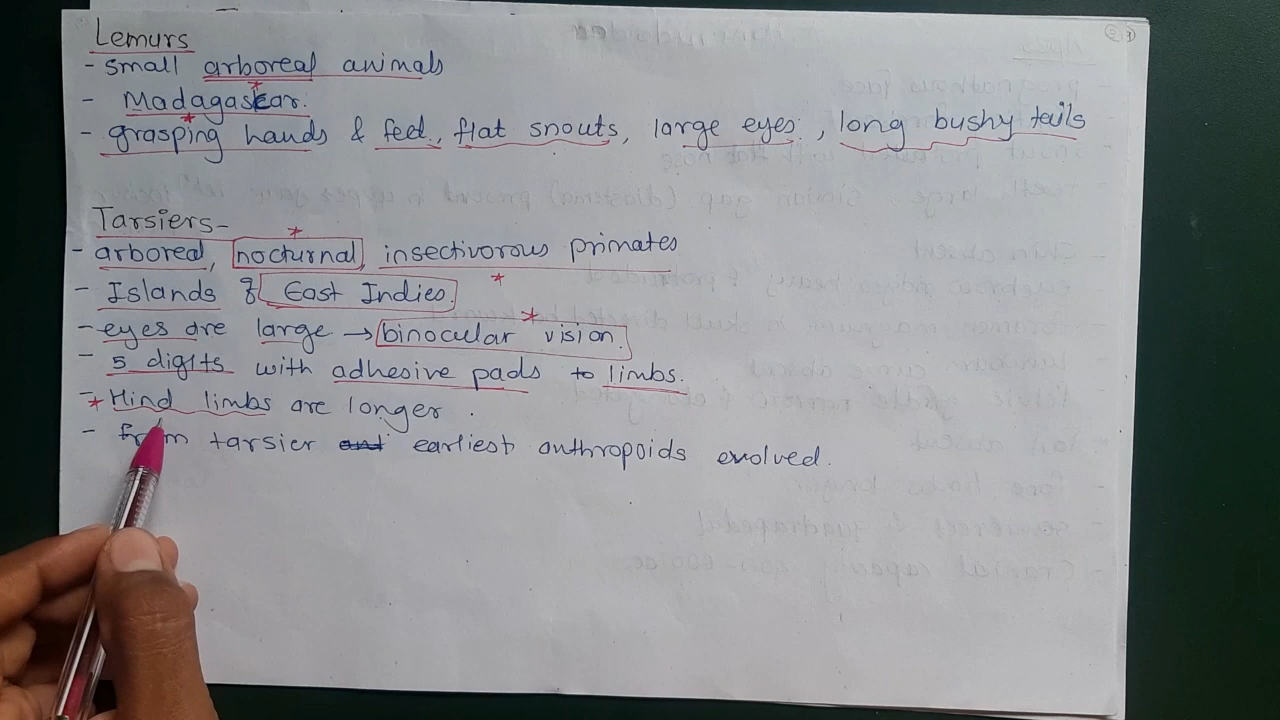 Lemurs
- small arboreal animals
- Madagascar.
- grasping hands & feet, flat snouts, large eyes, long bushy tails
Tarsiers-
- arboreal, nocturnal, insectivorous primates
- Islands of East Indies
- eyes are large → binocular vision.
- 5 digits with adhesive pads to limbs.
- Hind limbs are longer.
- From tarsier earliest anthropoids evolved.